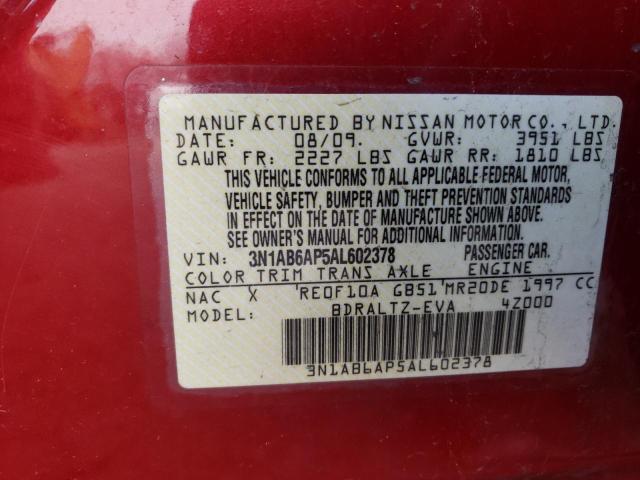 MANUFACTURED BY NISSAN MOTOR CO., LTD.
DATE: 08/09. GVWR: 3951 LBS
GAWR FR: 2227 LBS GAWR RR: 1810 LBS
THIS VEHICLE CONFORMS TO ALL APPLICABLE FEDERAL MOTOR,
VEHICLE SAFETY, BUMPER AND THEFT PREVENTION STANDARDS
IN EFFECT ON THE DATE OF MANUFACTURE SHOWN ABOVE.
SEE OWNER'S MANUAL FOR ADDITIONAL INFORMATION.
VIN: 3N1AB6AP5AL602378 PASSENGER CAR.
COLOR TRIM TRANS AXLE ENGINE
NAC X 'RE0F10A GB51'MR20DE 1997 CC
MODEL: BDRALTZ-EVA 4Z000
3N1AB6AP5AL602378